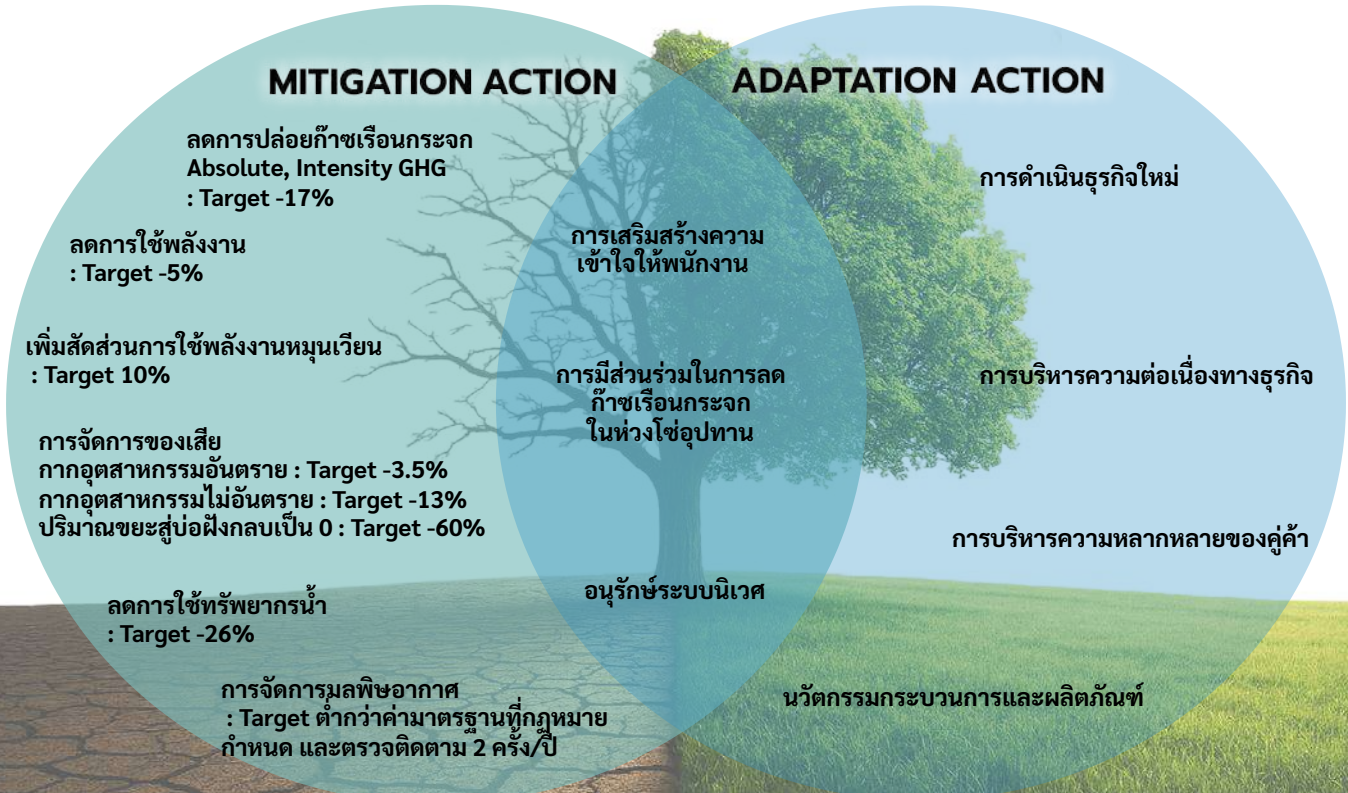 MITIGATION ACTION
ลดการปล่อยก๊าซเรือนกระจก
Absolute, Intensity GHG
: Target -17%
ลดการใช้พลังงาน
: Target -5%
เพิ่มสัดส่วนการใช้พลังงานหมุนเวียน
: Target 10%
การจัดการของเสีย
กากอุตสาหกรรมอันตราย : Target -3.5%
กากอุตสาหกรรมไม่อันตราย : Target -13%
ปริมาณขยะสู่บ่อฝังกลบเป็น 0 : Target -60%
ลดการใช้ทรัพยากรน้ำ
: Target -26%
การจัดการมลพิษอากาศ
: Target ต่ำกว่าค่ามาตรฐานที่กฎหมาย
กำหนด และตรวจติดตาม 2 ครั้ง/ปี
การเสริมสร้างความ
เข้าใจให้พนักงาน
การมีส่วนร่วมในการลด
ก๊าซเรือนกระจก
ในห่วงโซ่อุปทาน
อนุรักษ์ระบบนิเวศ
ADAPTATION ACTION
การดำเนินธุรกิจใหม่
การบริหารความต่อเนื่องทางธุรกิจ
การบริหารความหลากหลายของคู่ค้า
นวัตกรรมกระบวนการและผลิตภัณฑ์